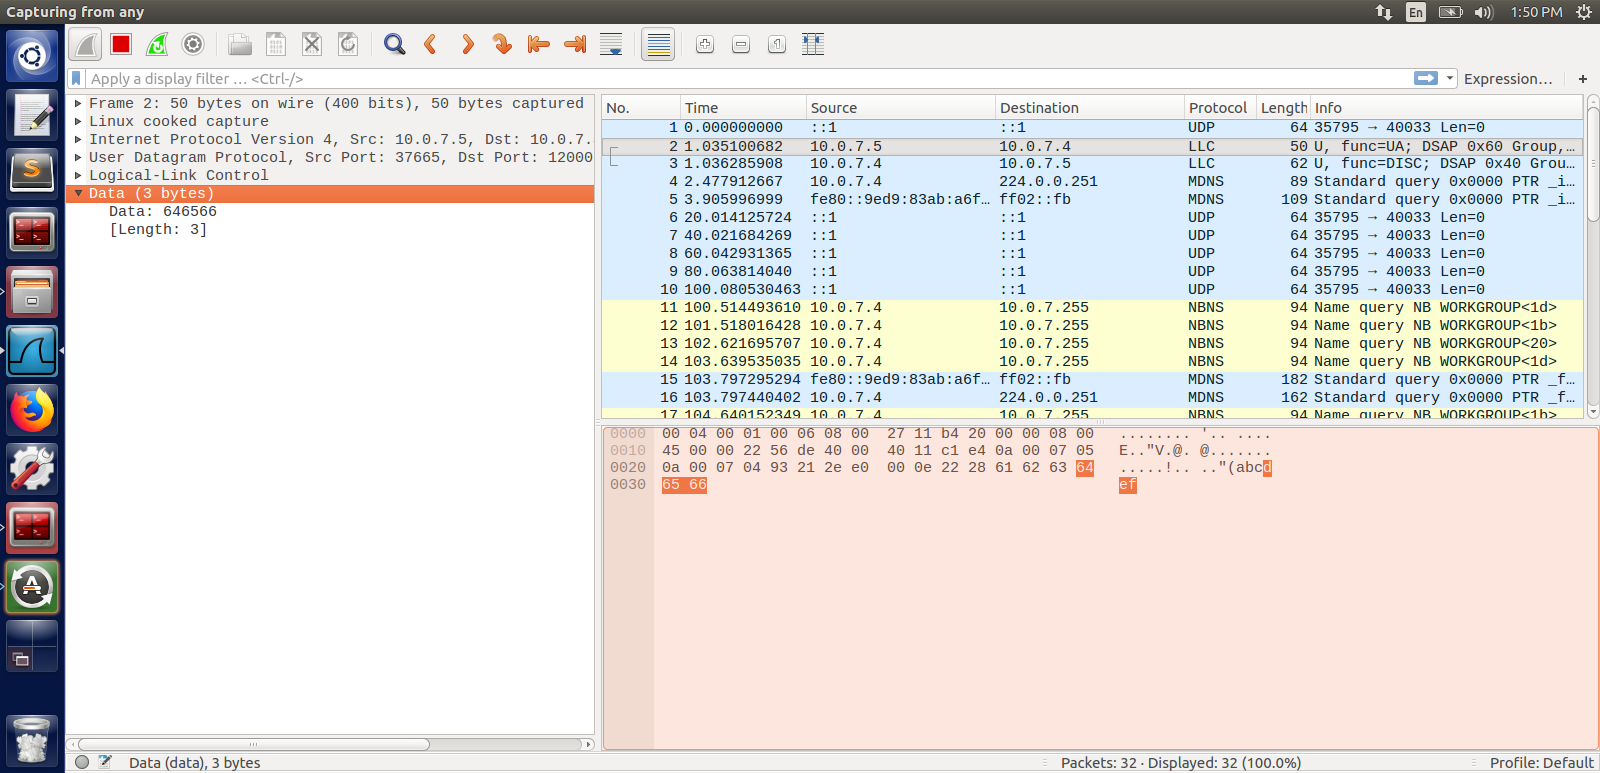 Capturing from any
En
1:50 PM
Apply a display filter … <Ctrl-/>
Expression…
+
Frame 2: 50 bytes on wire (400 bits), 50 bytes captured
Linux cooked capture
Internet Protocol Version 4, Src: 10.0.7.5, Dst: 10.0.7.
User Datagram Protocol, Src Port: 37665, Dst Port: 12000
Logical-Link Control
Data (3 bytes)
Data: 646566
[Length: 3]
No. Time Source Destination Protocol Length Info
1 0.000000000 ::1 ::1 UDP 64 35795 → 40033 Len=0
2 1.035100682 10.0.7.5 10.0.7.4 LLC 50 U, func=UA; DSAP 0x60 Group,…
3 1.036285908 10.0.7.4 10.0.7.5 LLC 62 U, func=DISC; DSAP 0x40 Grou…
4 2.477912667 10.0.7.4 224.0.0.251 MDNS 89 Standard query 0x0000 PTR _i…
5 3.905996999 fe80::9ed9:83ab:a6f… ff02::fb MDNS 109 Standard query 0x0000 PTR _i…
6 20.014125724 ::1 ::1 UDP 64 35795 → 40033 Len=0
7 40.021684269 ::1 ::1 UDP 64 35795 → 40033 Len=0
8 60.042931365 ::1 ::1 UDP 64 35795 → 40033 Len=0
9 80.063814040 ::1 ::1 UDP 64 35795 → 40033 Len=0
10 100.080530463 ::1 ::1 UDP 64 35795 → 40033 Len=0
11 100.514493610 10.0.7.4 10.0.7.255 NBNS 94 Name query NB WORKGROUP<1d>
12 101.518016428 10.0.7.4 10.0.7.255 NBNS 94 Name query NB WORKGROUP<1b>
13 102.621695707 10.0.7.4 10.0.7.255 NBNS 94 Name query NB WORKGROUP<20>
14 103.639535035 10.0.7.4 10.0.7.255 NBNS 94 Name query NB WORKGROUP<1d>
15 103.797295294 fe80::9ed9:83ab:a6f… ff02::fb MDNS 182 Standard query 0x0000 PTR _f…
16 103.797440402 10.0.7.4 224.0.0.251 MDNS 162 Standard query 0x0000 PTR _f…
17 104.640152349 10.0.7.4 10.0.7.255 NBNS 94 Name query NB WORKGROUP<1b>
0000 00 04 00 01 00 06 08 00 27 11 b4 20 00 00 08 00 ........ '.. ....
0010 45 00 00 22 56 de 40 00 40 11 c1 e4 0a 00 07 05 E.."V.@. @.......
0020 0a 00 07 04 93 21 2e e0 00 0e 22 28 61 62 63 64 .....!.. .."(abcd
0030 65 66 ef
Data (data), 3 bytes
Packets: 32 · Displayed: 32 (100.0%)
Profile: Default